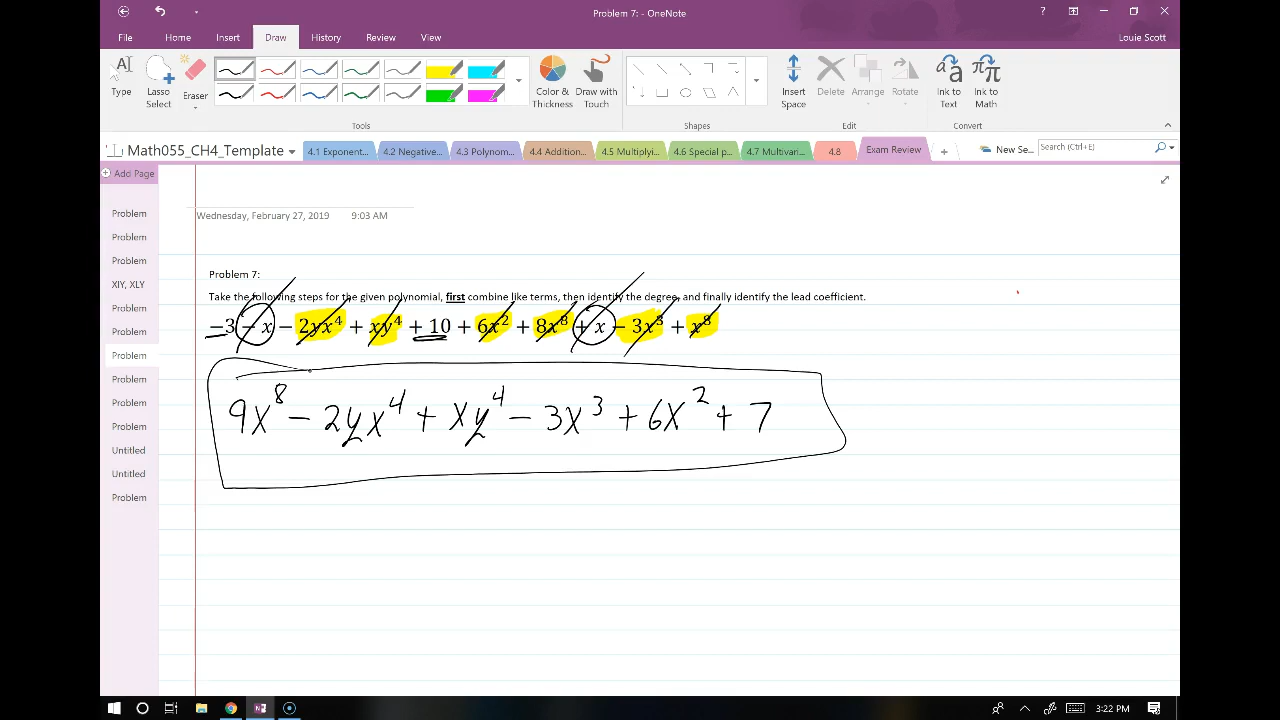 Problem 7: - OneNote
?
File Home Insert Draw History Review View
Louie Scott
Type
Lasso Select
Eraser
Color & Thickness
Draw with Touch
Insert Space
Delete
Arrange
Rotate
Ink to Text
Ink to Math
Tools
Shapes
Edit
Convert
Math055_CH4_Template
4.1 Exponent...
4.2 Negative...
4.3 Polynom...
4.4 Addition...
4.5 Multiplyi...
4.6 Special p...
4.7 Multivan...
4.8
Exam Review
New Se...
Search (Ctrl+E)
Add Page
Problem
Problem
Problem
XIY, XLY
Problem
Problem
Problem
Problem
Problem
Problem
Untitled
Untitled
Problem
Wednesday, February 27, 2019 9:03 AM
Problem 7:
Take the following steps for the given polynomial, first combine like terms, then identify the degree, and finally identify the lead coefficient.
−3 − x − 2yx⁴ + xy⁴ + 10 + 6x² + 8x⁸ + x − 3x³ + x⁸
9x⁸ − 2yx⁴ + xy⁴ − 3x³ + 6x² + 7
3:22 PM